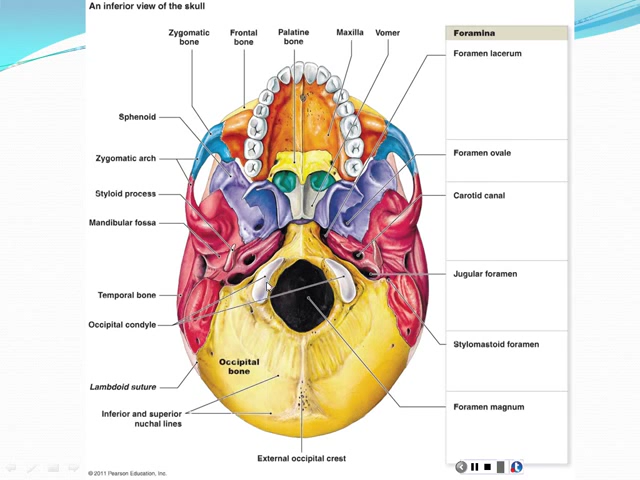 An inferior view of the skull
Zygomatic
bone
Frontal
bone
Palatine
bone
Maxilla
Vomer
Foramina
Foramen lacerum
Sphenoid
Zygomatic arch
Foramen ovale
Styloid process
Carotid canal
Mandibular fossa
Jugular foramen
Temporal bone
Occipital condyle
Stylomastoid foramen
Occipital
bone
Lambdoid suture
Foramen magnum
Inferior and superior
nuchal lines
External occipital crest
© 2011 Pearson Education, Inc.